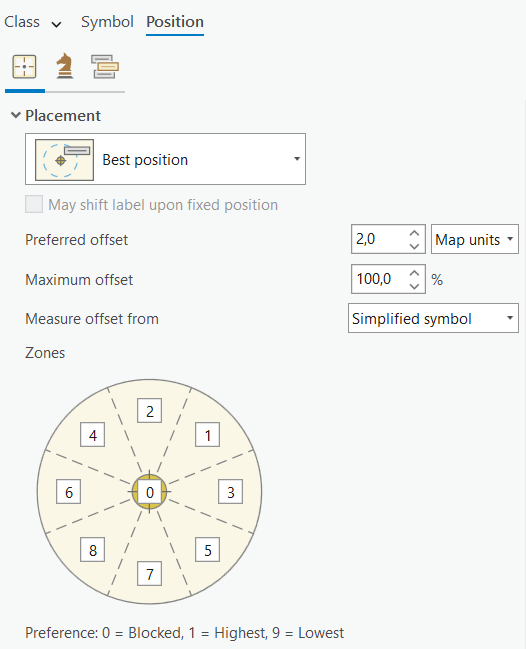 Class Symbol Position
Placement
Best position
May shift label upon fixed position
Preferred offset 2,0 Map units
Maximum offset 100,0 %
Measure offset from Simplified symbol
Zones
2
4 1
6 0 3
8 5
7
Preference: 0 = Blocked, 1 = Highest, 9 = Lowest